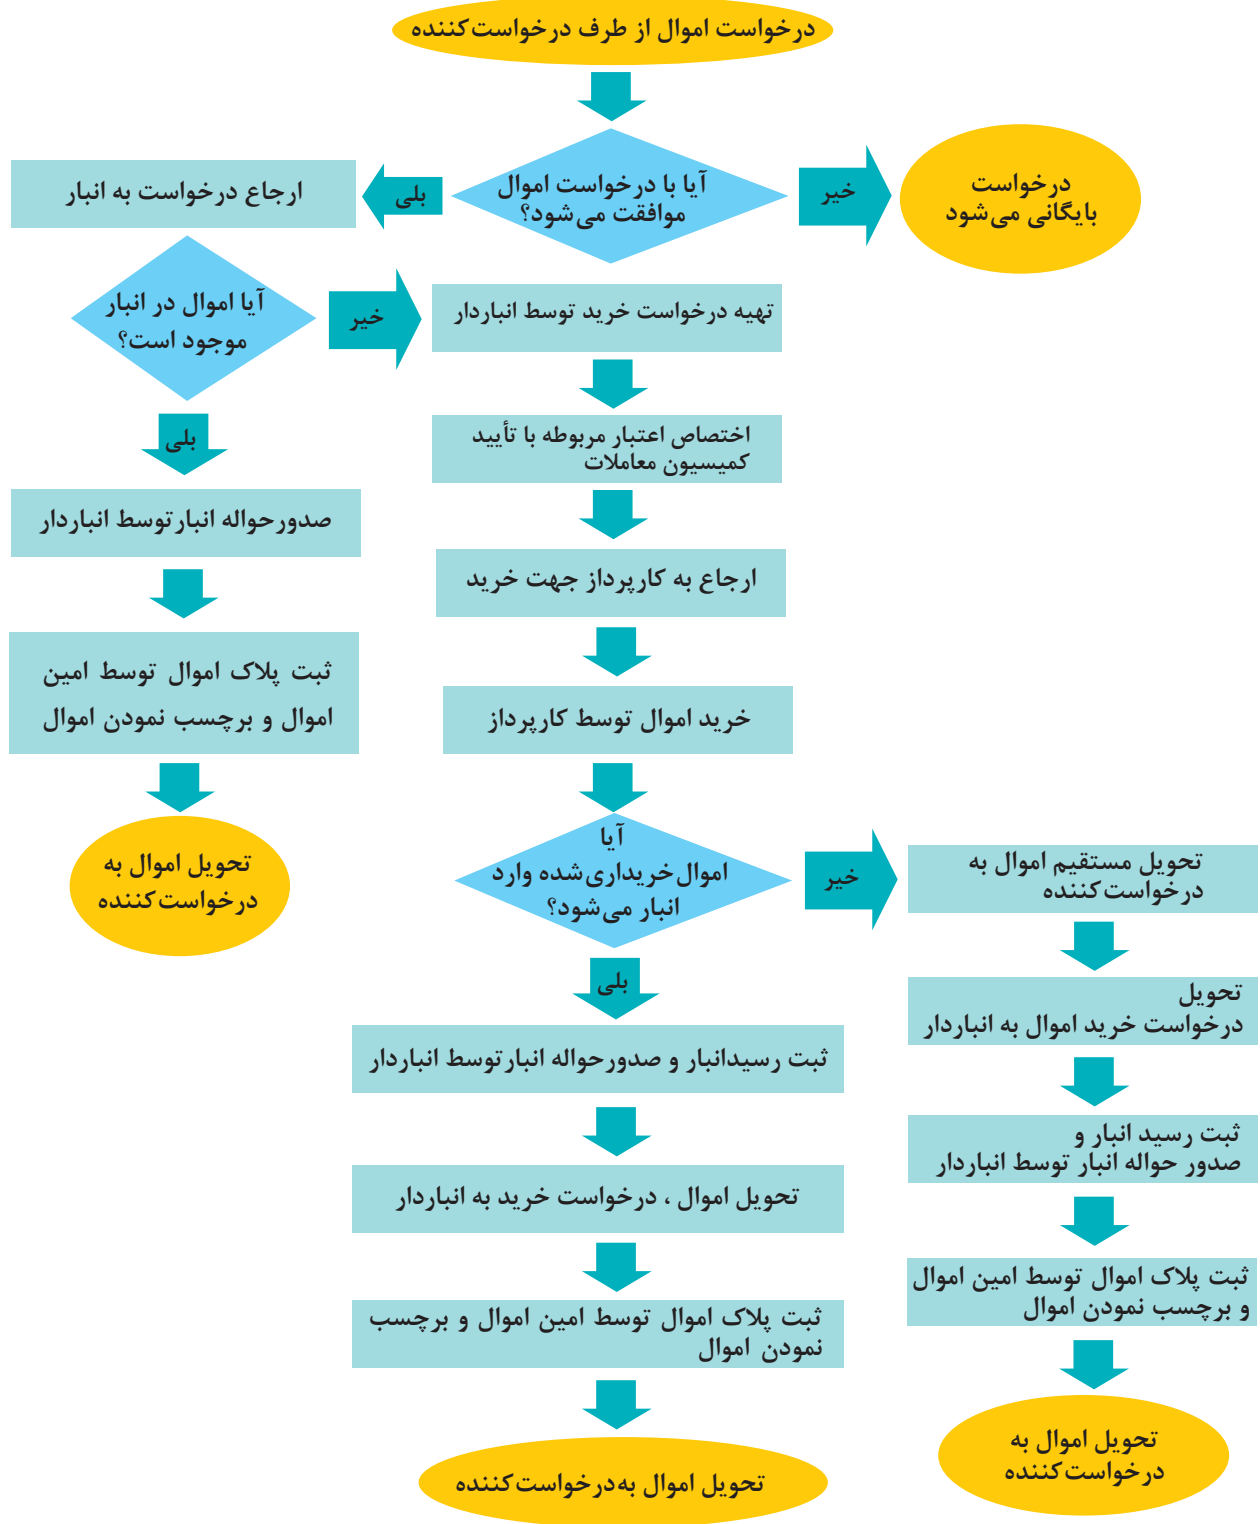 درخواست اموال از طرف درخواست‌کننده
آیا با درخواست اموال
موافقت می‌شود؟
خیر
درخواست
بایگانی می‌شود
بلی
ارجاع درخواست به انبار
آیا اموال در انبار
موجود است؟
خیر
تهیه درخواست خرید توسط انباردار
بلی
اختصاص اعتبار مربوطه با تأیید
کمیسیون معاملات
صدورحواله انبارتوسط انباردار
ارجاع به کارپرداز جهت خرید
ثبت پلاک اموال توسط امین
اموال و برچسب نمودن اموال
خرید اموال توسط کارپرداز
تحویل اموال به
درخواست‌کننده
آیا
اموال‌خریداری‌شده وارد
انبار می‌شود؟
خیر
تحویل مستقیم اموال به
درخواست‌کننده
بلی
تحویل
درخواست خرید اموال به انباردار
ثبت رسیدانبار و صدورحواله انبارتوسط انباردار
ثبت رسید انبار و
صدور حواله انبار توسط انباردار
تحویل اموال ، درخواست خرید به انباردار
ثبت پلاک اموال توسط امین اموال
و برچسب نمودن اموال
ثبت پلاک اموال توسط امین اموال و برچسب
نمودن اموال
تحویل اموال به
درخواست‌کننده
تحویل اموال به‌درخواست‌کننده